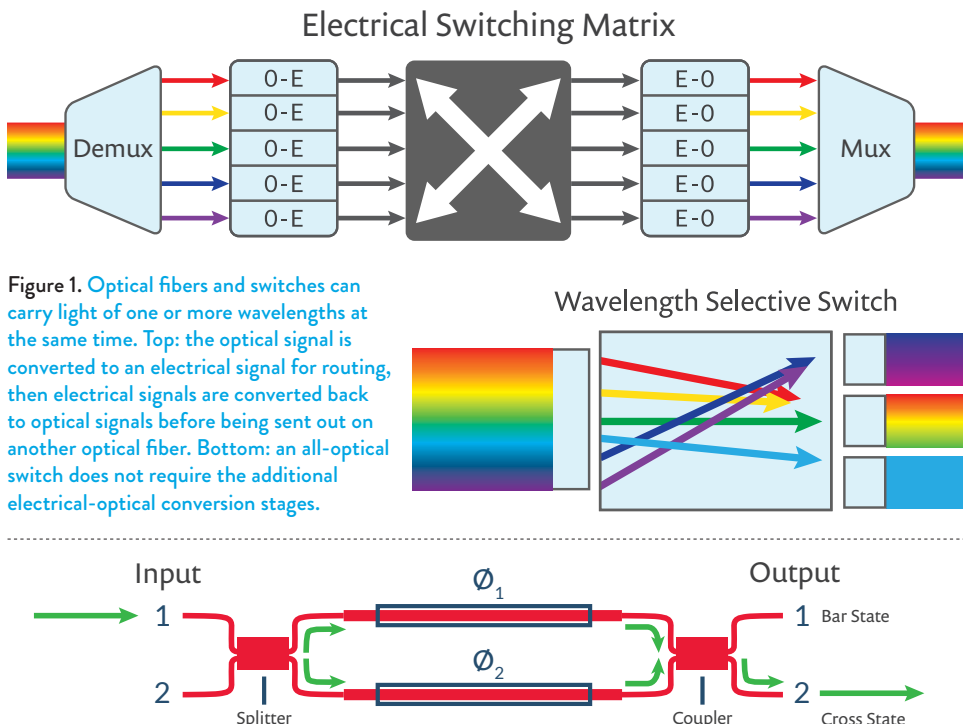 Electrical Switching Matrix
Demux
O-E
O-E
O-E
O-E
O-E
E-O
E-O
E-O
E-O
E-O
Mux
Figure 1. Optical fibers and switches can
carry light of one or more wavelengths at
the same time. Top: the optical signal is
converted to an electrical signal for routing,
then electrical signals are converted back
to optical signals before being sent out on
another optical fiber. Bottom: an all-optical
switch does not require the additional
electrical-optical conversion stages.
Wavelength Selective Switch
Input
1
2
Splitter
Ø1
Ø2
Coupler
Output
1 Bar State
2
Cross State